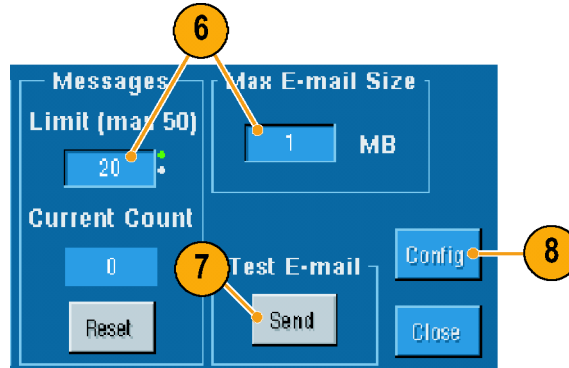 6
Messages
Max E-mail Size
Limit (max 50)
1 MB
20
Current Count
0
7
Test E-mail
Config
8
Reset
Send
Close